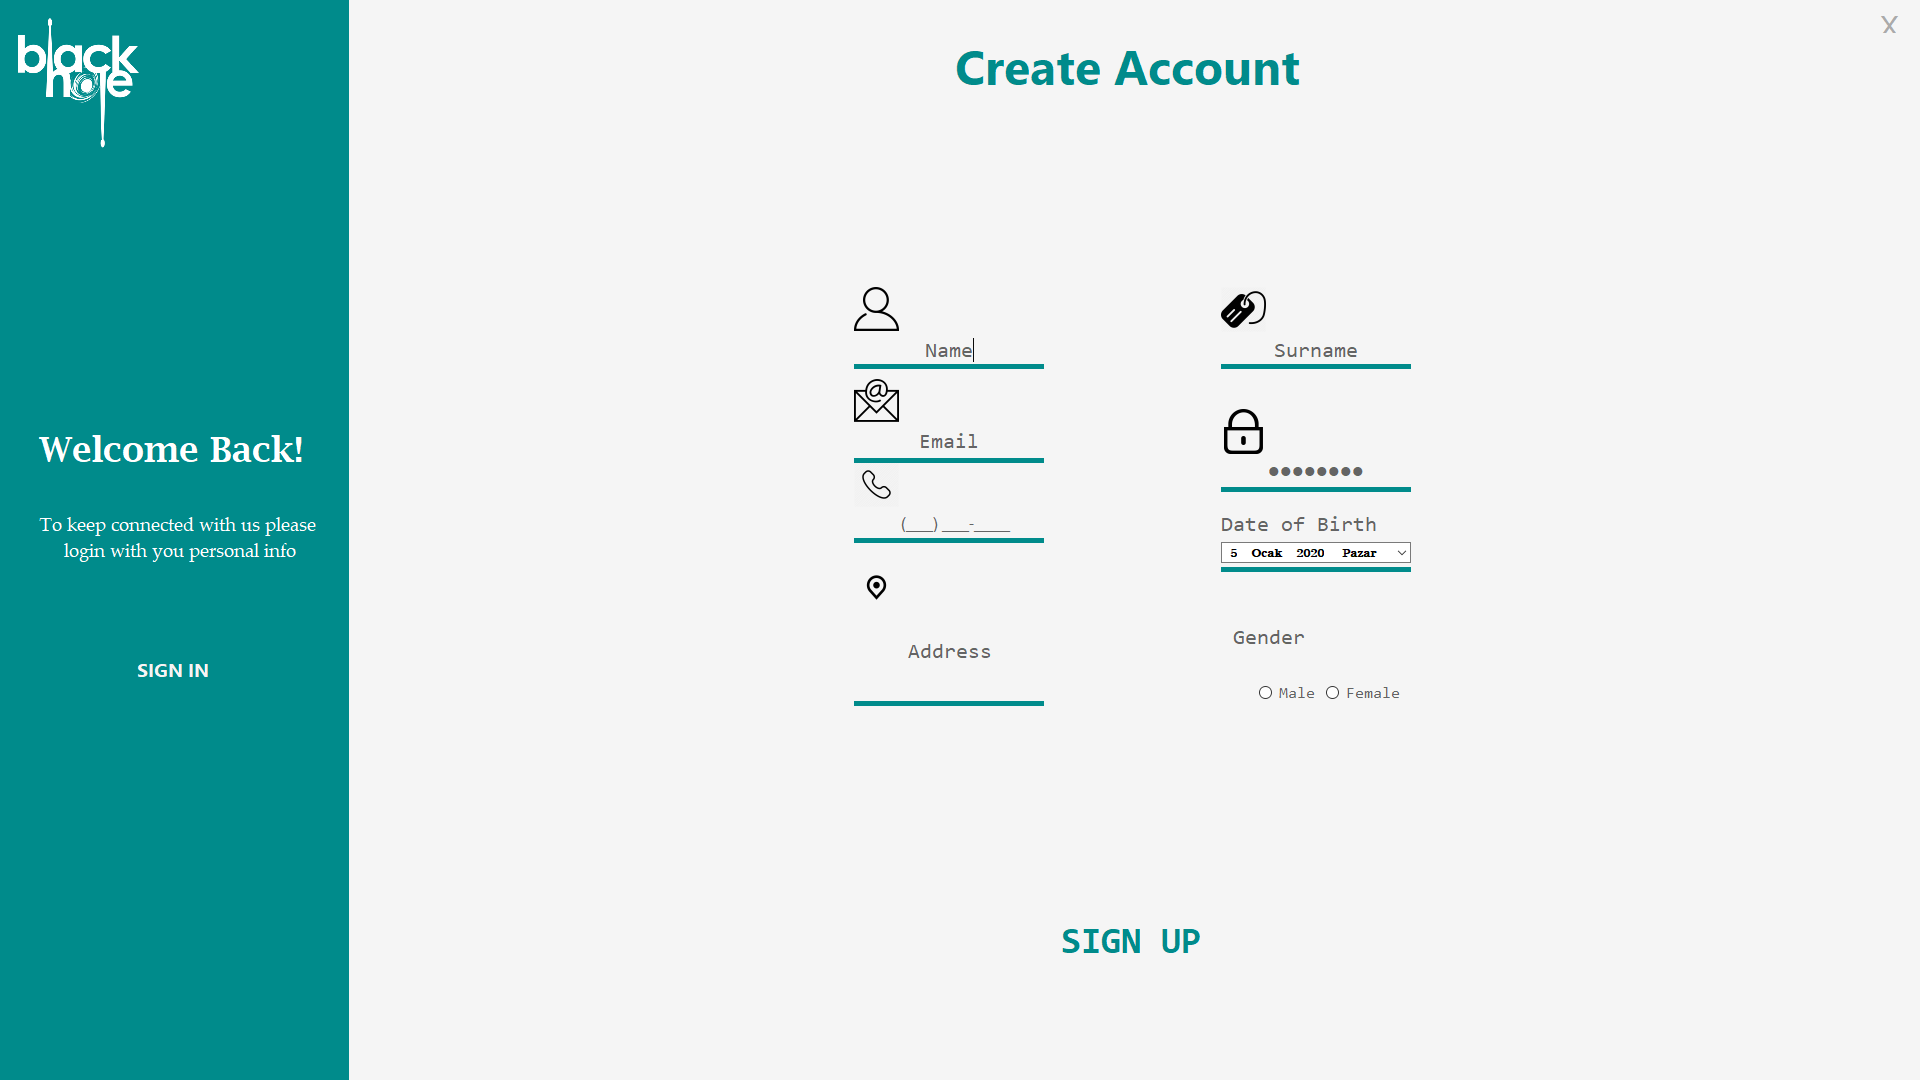 black
hole
X
Create Account
Name
Surname
Email
●●●●●●●●
(___) ___-____
Date of Birth
5 Ocak 2020 Pazar
Address
Gender
Male Female
Welcome Back!
To keep connected with us please
login with you personal info
SIGN IN
SIGN UP